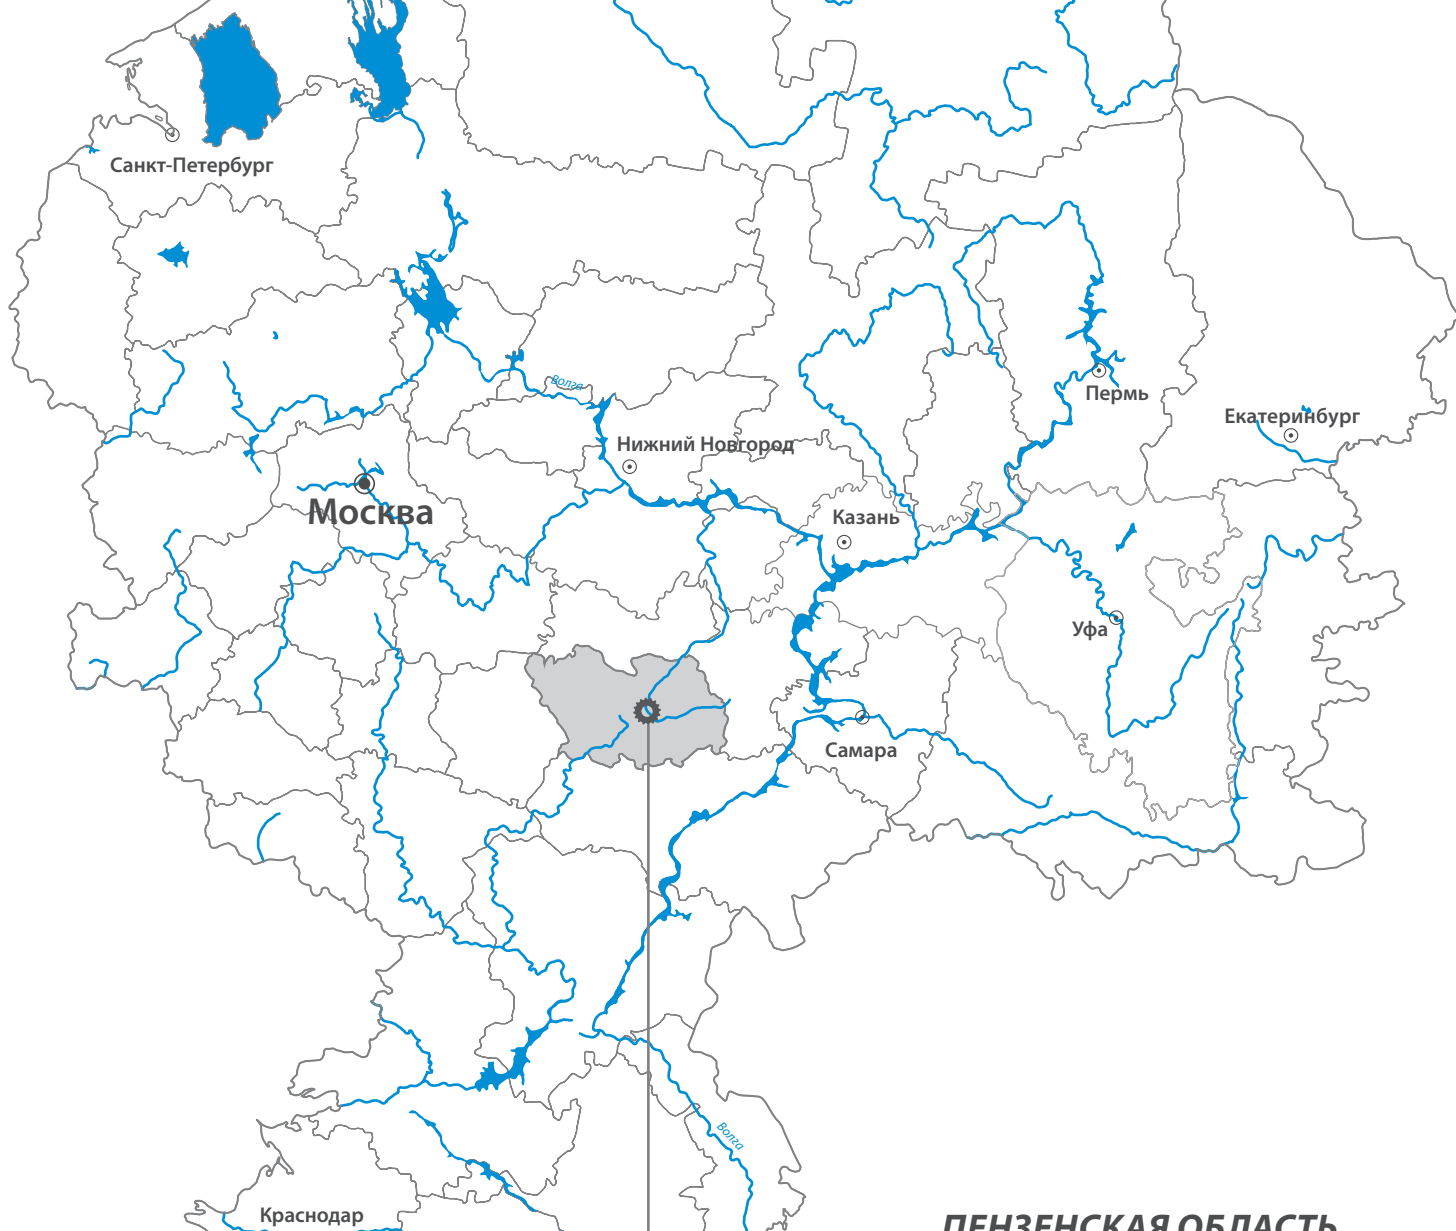 Санкт-Петербург
Волга
Пермь
Екатеринбург
Нижний Новгород
Москва
Казань
Уфа
Самара
Волга
Краснодар
ПЕНЗЕНСКАЯ ОБЛАСТЬ